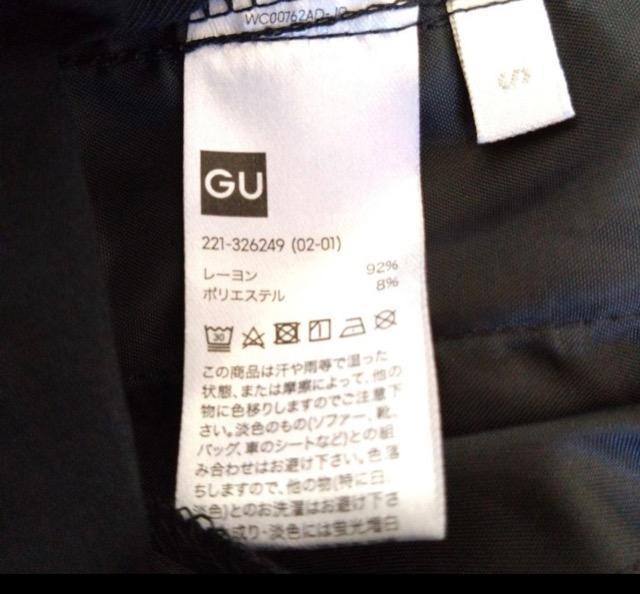 WC00762AD-JP
S
GU
221-326249 (02-01)
レーヨン 92%
ポリエステル 8%
30
この商品は汗や雨等で湿った
状態、または摩擦によって、他の
物に色移りしますのでご注意下
さい。淡色のもの(ソファー、靴、
バッグ、車のシートなど)との組
み合わせはお避け下さい。色落
ちしますので、他の物(特に白、
淡色)とのお洗濯はお避け下さ
成り・淡色には蛍光増白